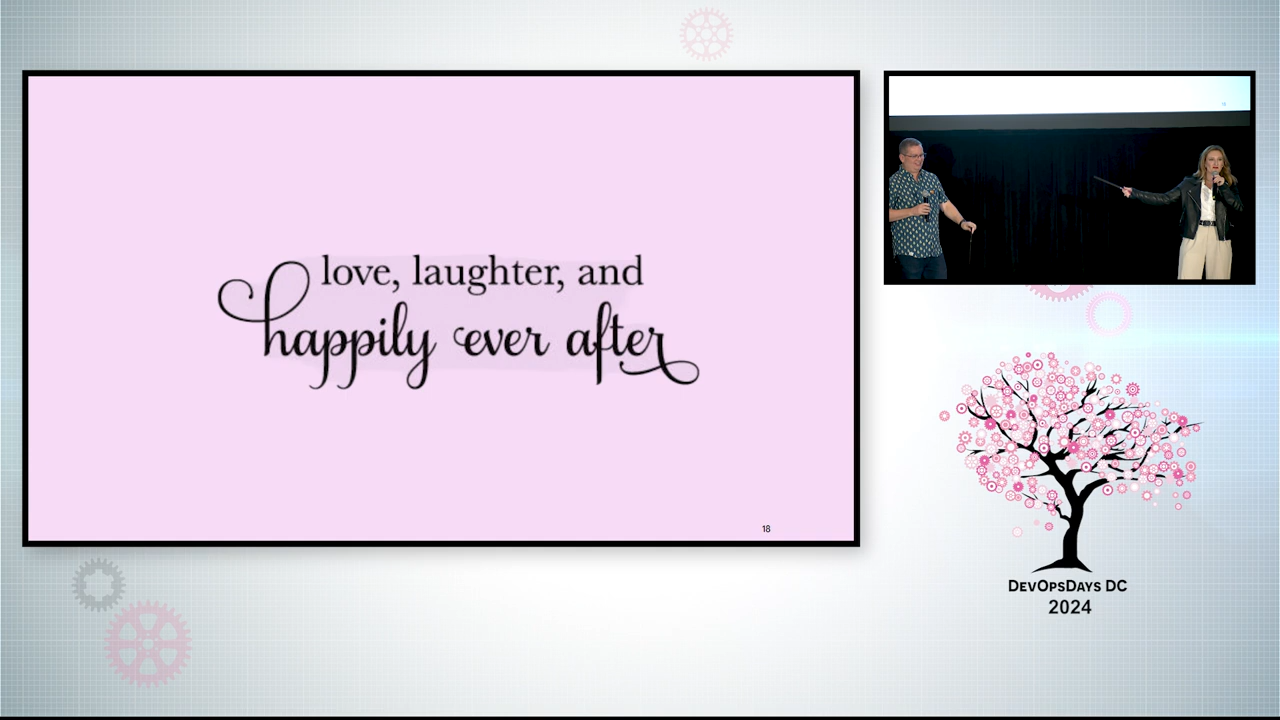 love, laughter, and
happily ever after
18
DevOpsDays DC
2024